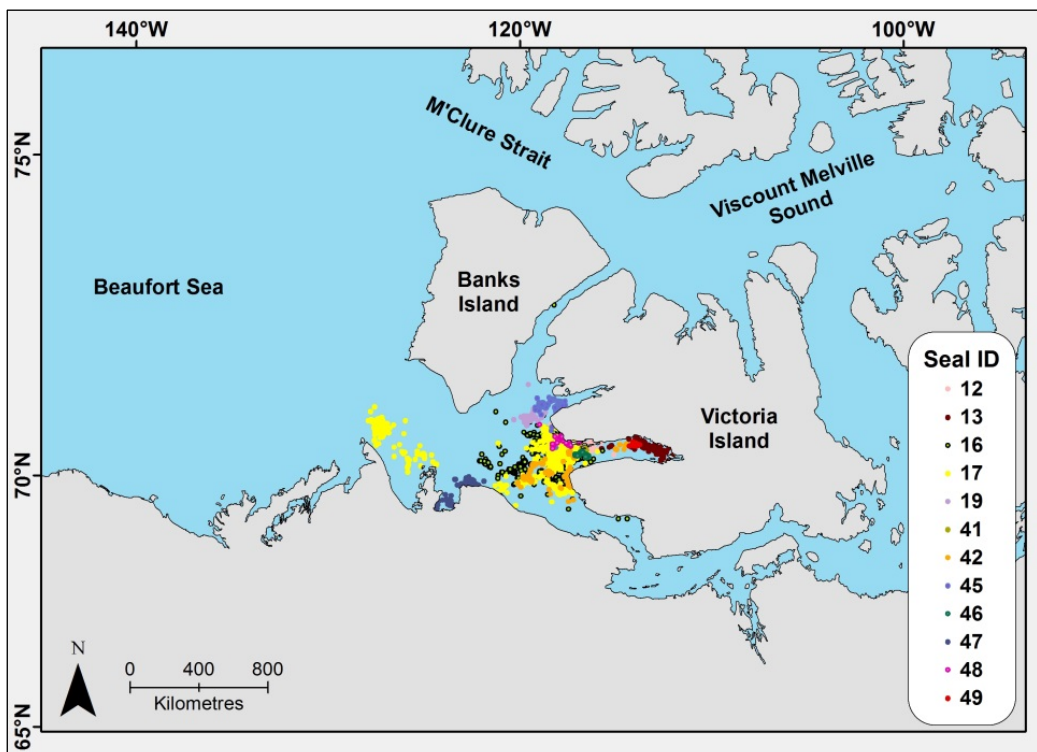 140°W 120°W 100°W
M'Clure Strait
75°N
Viscount Melville
Sound
Banks
Island
Beaufort Sea
Seal ID
12
13
16
17
19
41
42
45
46
47
48
49
Victoria
Island
70°N
N
0 400 800
Kilometres
65°N